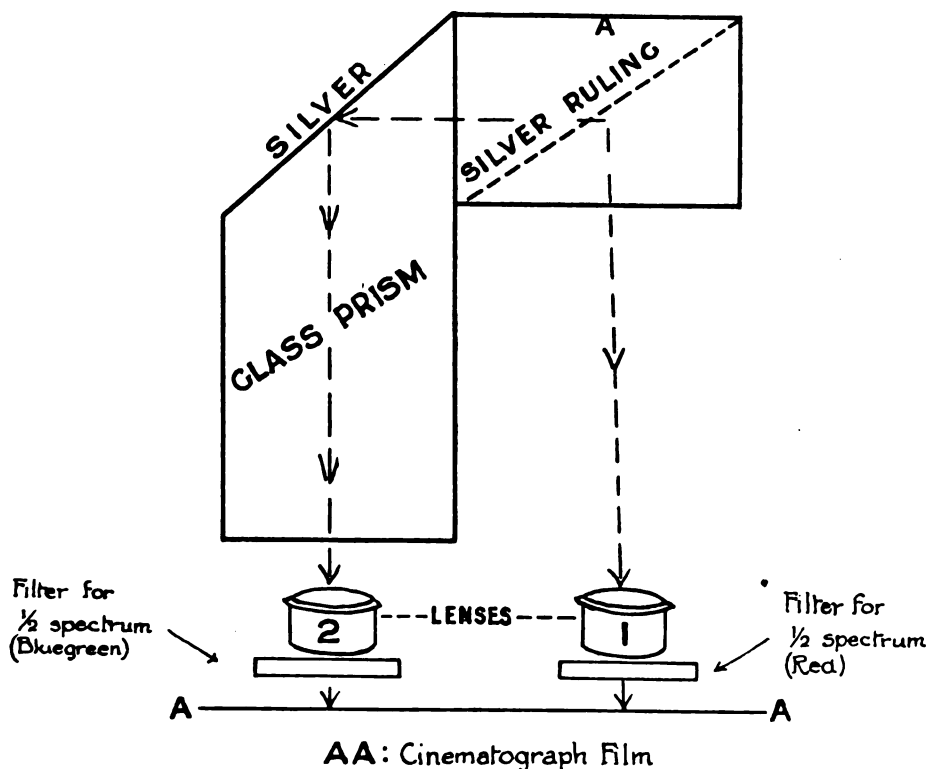 A
SILVER
SILVER RULING
GLASS PRISM
Filter for
½ spectrum
(Bluegreen)
2
LENSES
1
Filter for
½ spectrum
(Red)
A
A
AA: Cinematograph Film